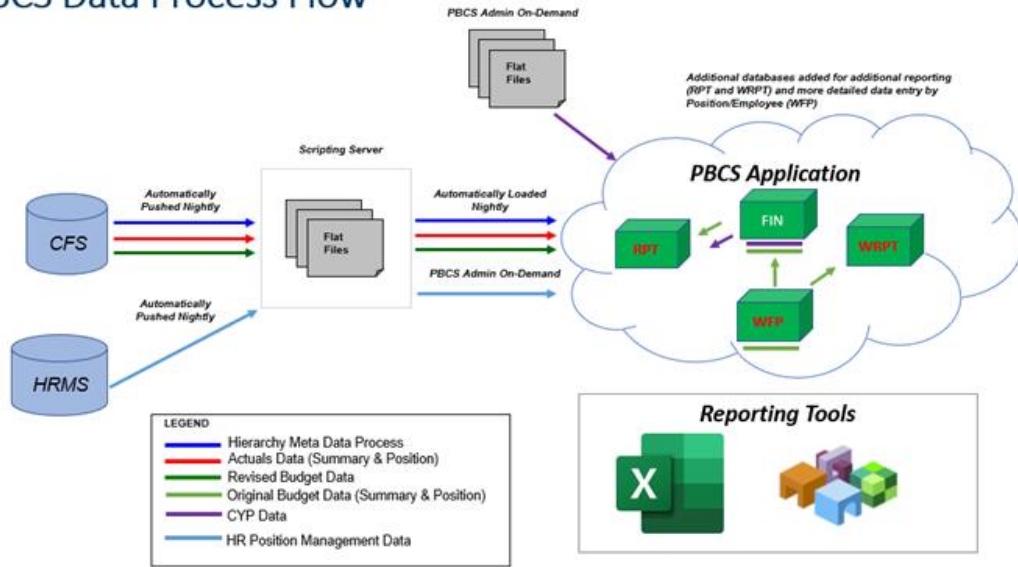 BCS Data Process Flow
PBCS Admin On-Demand
Flat
Files
Additional databases added for additional reporting
(RPT and WRPT) and more detailed data entry by
Position/Employee (WFP)
Scripting Server
PBCS Application
Automatically
Pushed Nightly
Automatically Loaded
Nightly
CFS
Flat
Files
FIN
RPT
WRPT
PBCS Admin On-Demand
Automatically
Pushed Nightly
WFP
HRMS
LEGEND
Hierarchy Meta Data Process
Actuals Data (Summary & Position)
Revised Budget Data
Original Budget Data (Summary & Position)
CYP Data
HR Position Management Data
Reporting Tools
X